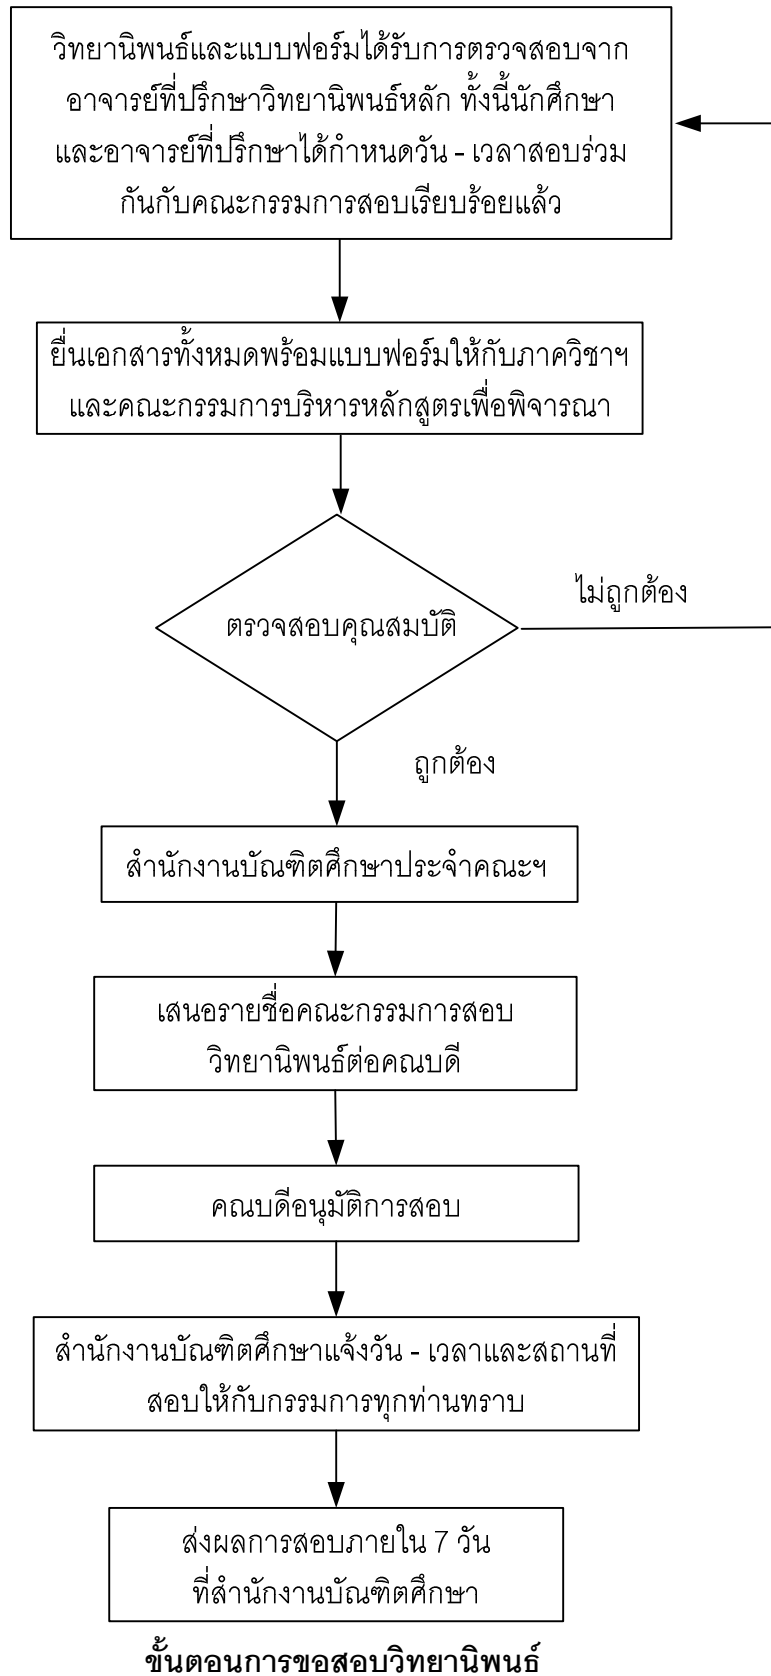 วิทยานิพนธ์และแบบฟอร์มได้รับการตรวจสอบจาก
อาจารย์ที่ปรึกษาวิทยานิพนธ์หลัก ทั้งนี้นักศึกษา
และอาจารย์ที่ปรึกษาได้กำหนดวัน - เวลาสอบร่วม
กันกับคณะกรรมการสอบเรียบร้อยแล้ว
ยื่นเอกสารทั้งหมดพร้อมแบบฟอร์มให้กับภาควิชาฯ
และคณะกรรมการบริหารหลักสูตรเพื่อพิจารณา
ไม่ถูกต้อง
ตรวจสอบคุณสมบัติ
ถูกต้อง
สำนักงานบัณฑิตศึกษาประจำคณะฯ
เสนอรายชื่อคณะกรรมการสอบ
วิทยานิพนธ์ต่อคณบดี
คณบดีอนุมัติการสอบ
สำนักงานบัณฑิตศึกษาแจ้งวัน - เวลาและสถานที่
สอบให้กับกรรมการทุกท่านทราบ
ส่งผลการสอบภายใน 7 วัน
ที่สำนักงานบัณฑิตศึกษา
ขั้นตอนการขอสอบวิทยานิพนธ์